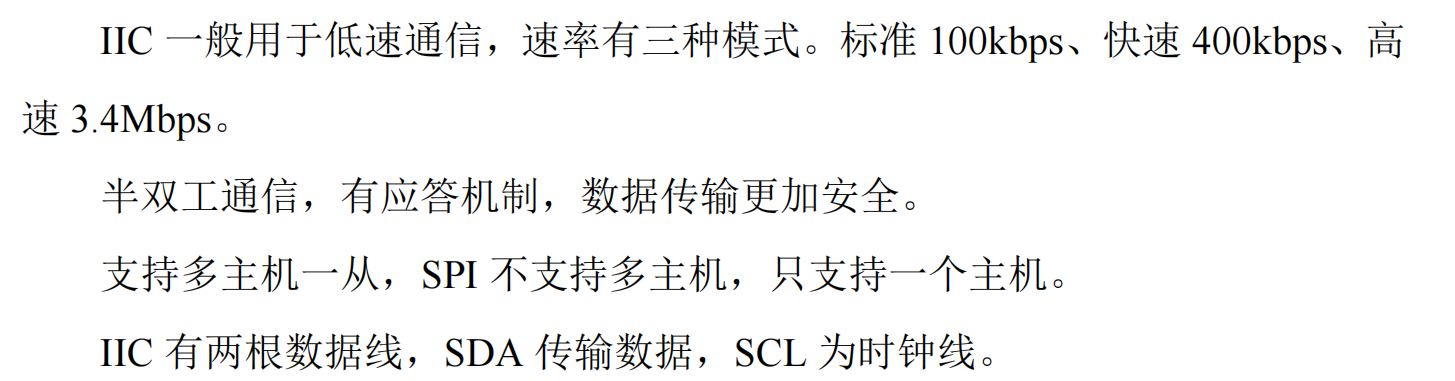 IIC 一般用于低速通信，速率有三种模式。标准 100kbps、快速 400kbps、高
速 3.4Mbps。
半双工通信，有应答机制，数据传输更加安全。
支持多主机一从，SPI 不支持多主机，只支持一个主机。
IIC 有两根数据线，SDA 传输数据，SCL 为时钟线。